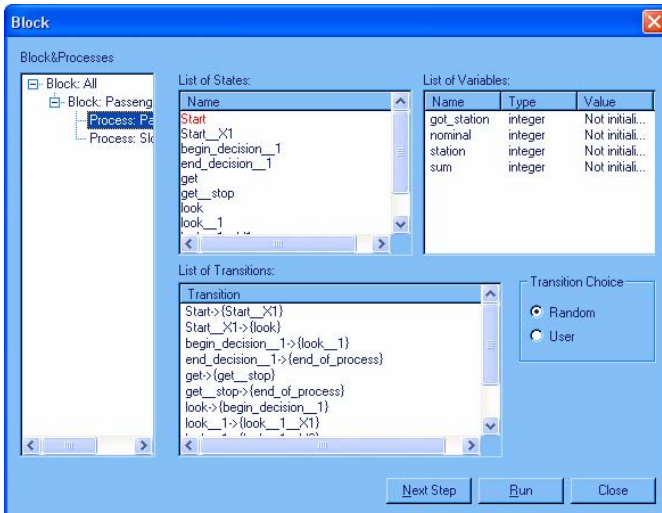 Block
Block&Processes
Block: All
Block: Passeng
Process: Pa
Process: Slo
List of States:
Name
Start
Start__X1
begin_decision__1
end_decision__1
get
get__stop
look
look__1
List of Variables:
Name Type Value
got_station integer Not initiali...
nominal integer Not initiali...
station integer Not initiali...
sum integer Not initiali...
List of Transitions:
Transition
Start->{Start__X1}
Start__X1->{look}
begin_decision__1->{look__1}
end_decision__1->{end_of_process}
get->{get__stop}
get__stop->{end_of_process}
look->{begin_decision__1}
look__1->{look__1__X1}
Transition Choice
Random
User
Next Step Run Close